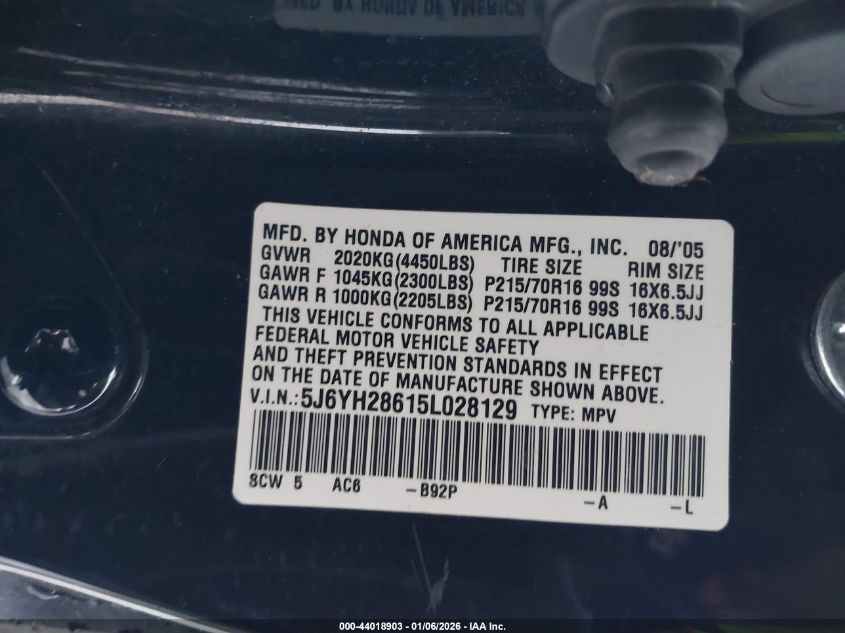 MFD. BY HONDA OF AMERICA MFG., INC. 08/'05
GVWR 2020KG(4450LBS) TIRE SIZE RIM SIZE
GAWR F 1045KG(2300LBS) P215/70R16 99S 16X6.5JJ
GAWR R 1000KG(2205LBS) P215/70R16 99S 16X6.5JJ
THIS VEHICLE CONFORMS TO ALL APPLICABLE
FEDERAL MOTOR VEHICLE SAFETY
AND THEFT PREVENTION STANDARDS IN EFFECT
ON THE DATE OF MANUFACTURE SHOWN ABOVE.
V.I.N.:5J6YH28615L028129 TYPE: MPV
8CW 5 AC6 -B92P -A -L
000-44018903 - 01/06/2026 - IAA Inc.